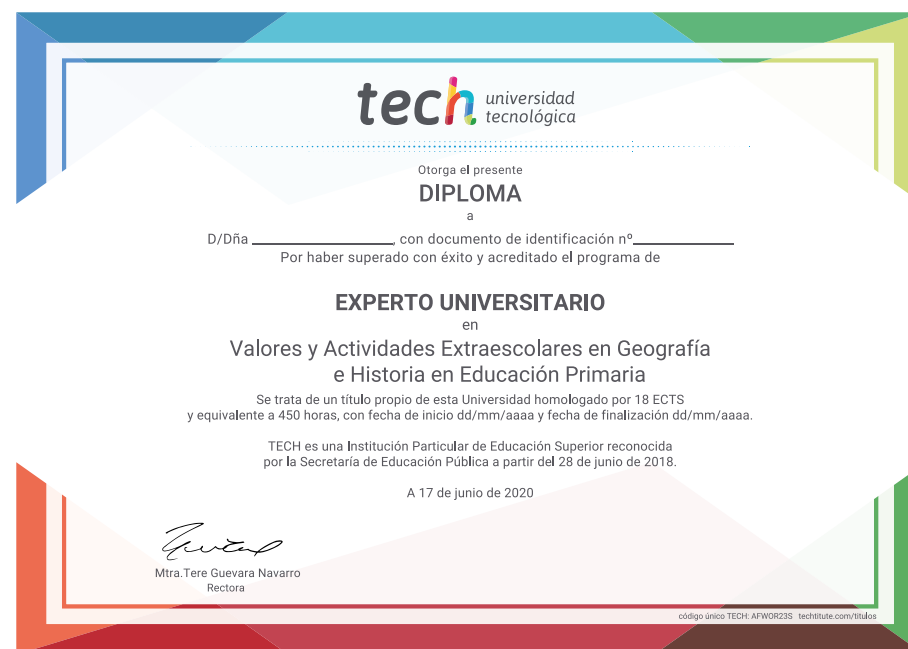 tech universidad
tecnológica
Otorga el presente
DIPLOMA
a
D/Dña ____________________, con documento de identificación nº______________
Por haber superado con éxito y acreditado el programa de
EXPERTO UNIVERSITARIO
en
Valores y Actividades Extraescolares en Geografía
e Historia en Educación Primaria
Se trata de un título propio de esta Universidad homologado por 18 ECTS
y equivalente a 450 horas, con fecha de inicio dd/mm/aaaa y fecha de finalización dd/mm/aaaa.
TECH es una Institución Particular de Educación Superior reconocida
por la Secretaría de Educación Pública a partir del 28 de junio de 2018.
A 17 de junio de 2020
Mtra.Tere Guevara Navarro
Rectora
código único TECH: AFWOR23S techtitute.com/titulos